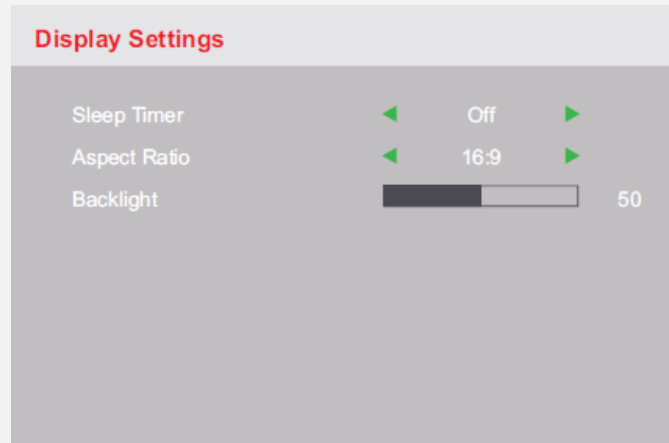 Display Settings
Sleep Timer Off
Aspect Ratio 16:9
Backlight 50